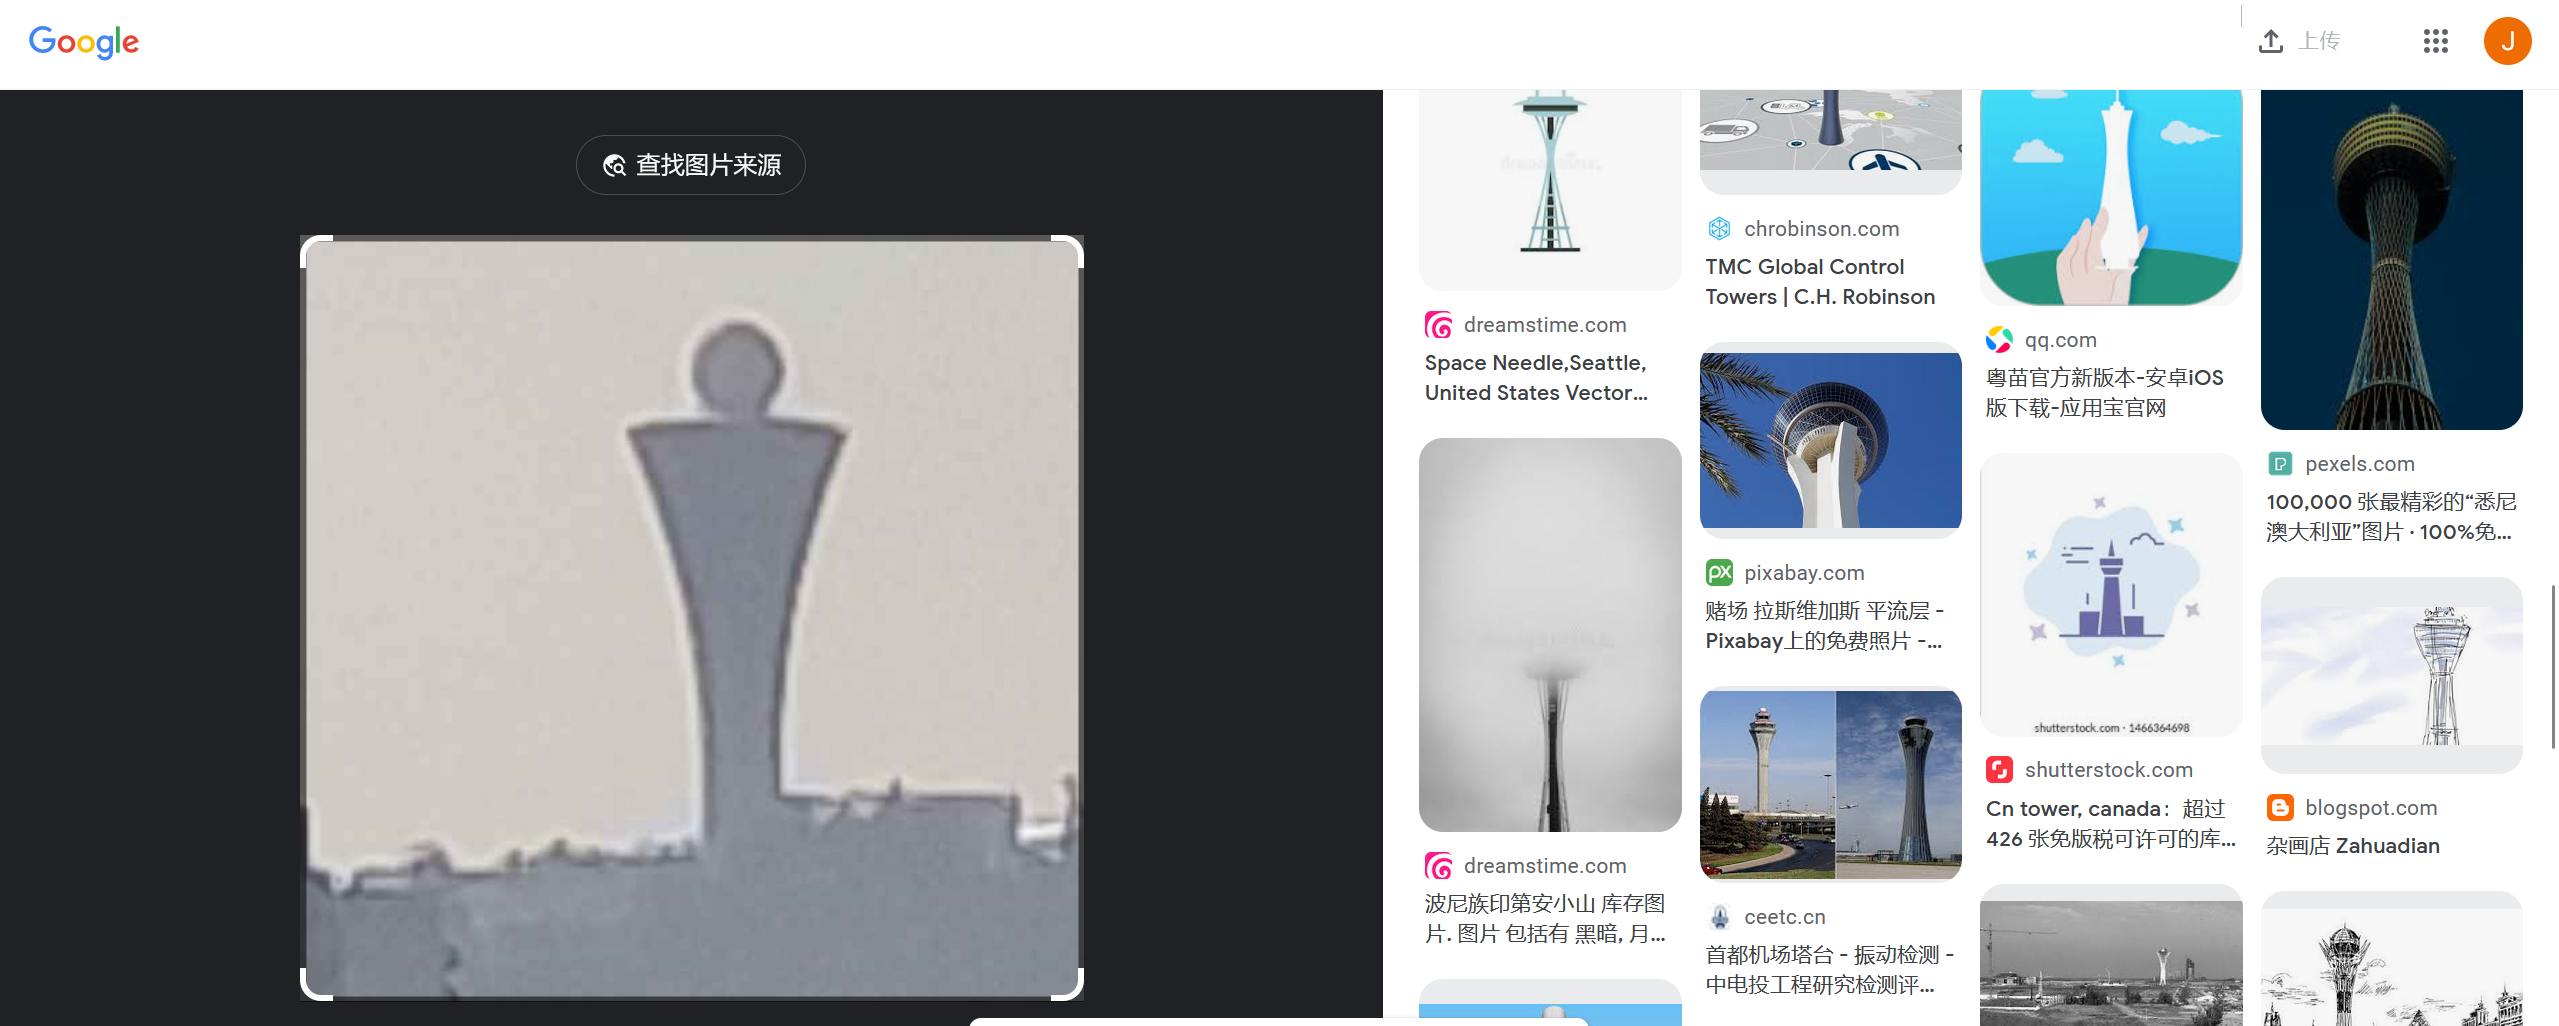 Google
上传
J
查找图片来源
dreamstime.com
Space Needle,Seattle,
United States Vector...
dreamstime.com
波尼族印第安小山 库存图
片. 图片 包括有 黑暗, 月...
chrobinson.com
TMC Global Control
Towers | C.H. Robinson
px
pixabay.com
赌场 拉斯维加斯 平流层 -
Pixabay上的免费照片 -...
ceetc.cn
首都机场塔台 - 振动检测 -
中电投工程研究检测评...
qq.com
粤苗官方新版本-安卓iOS
版下载-应用宝官网
shutterstock.com · 1466364698
shutterstock.com
Cn tower, canada：超过
426 张免版税可许可的库...
pexels.com
100,000 张最精彩的“悉尼
澳大利亚”图片 · 100%免...
blogspot.com
杂画店 Zahuadian